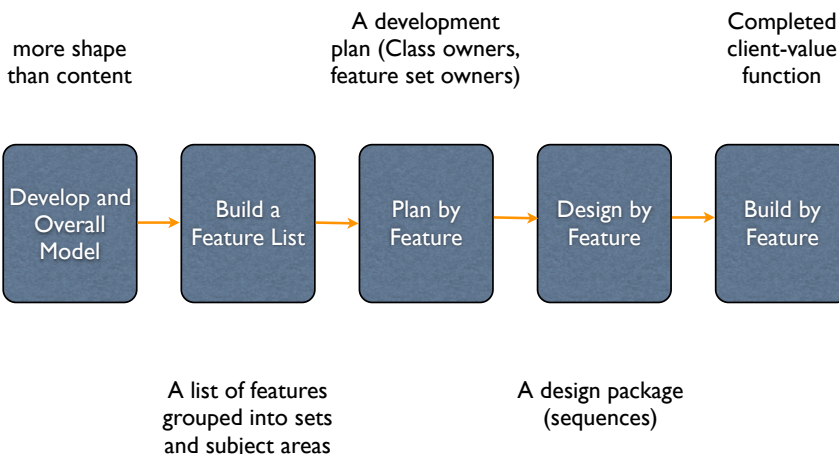 more shape
than content
A development
plan (Class owners,
feature set owners)
Completed
client-value
function
Develop and
Overall
Model
Build a
Feature List
Plan by
Feature
Design by
Feature
Build by
Feature
A list of features
grouped into sets
and subject areas
A design package
(sequences)